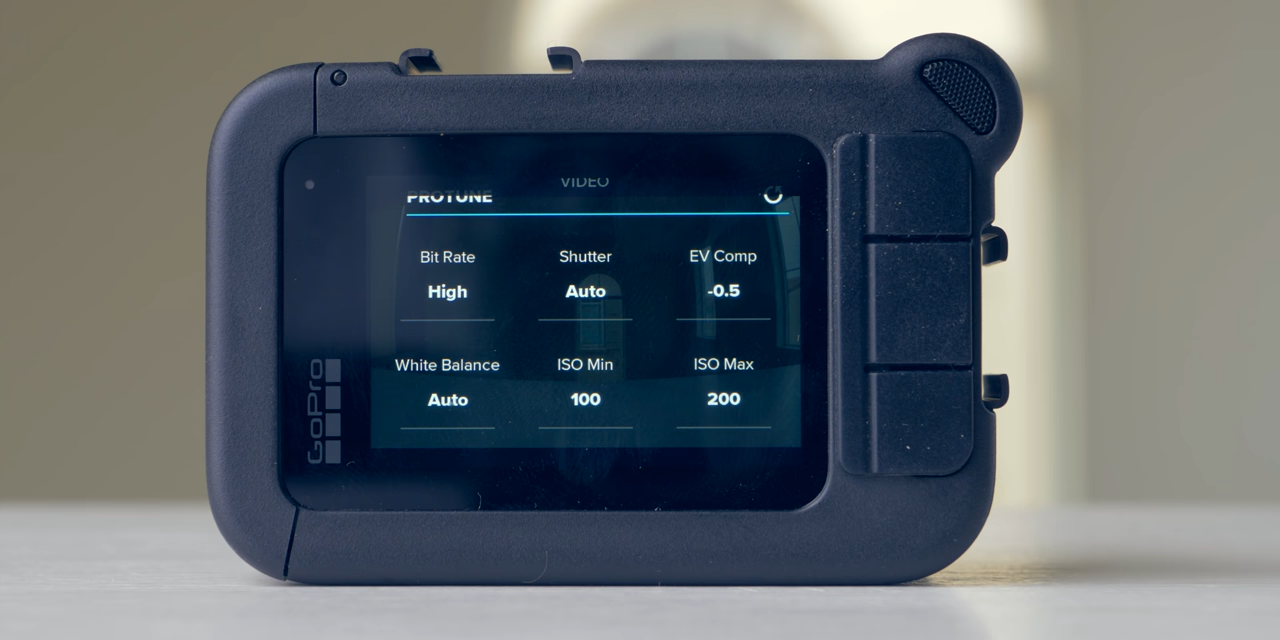 VIDEO
PROTUNE
Bit Rate Shutter EV Comp
High Auto -0.5
White Balance ISO Min ISO Max
Auto 100 200
GoPro